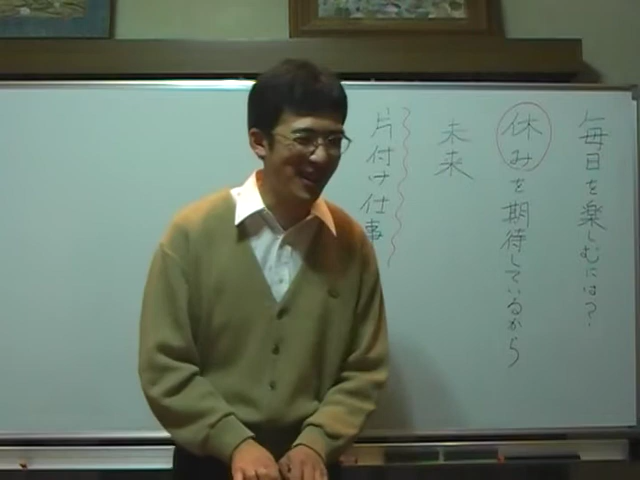 毎日を楽しむには?
休みを期待しているから
未来
片付け仕事